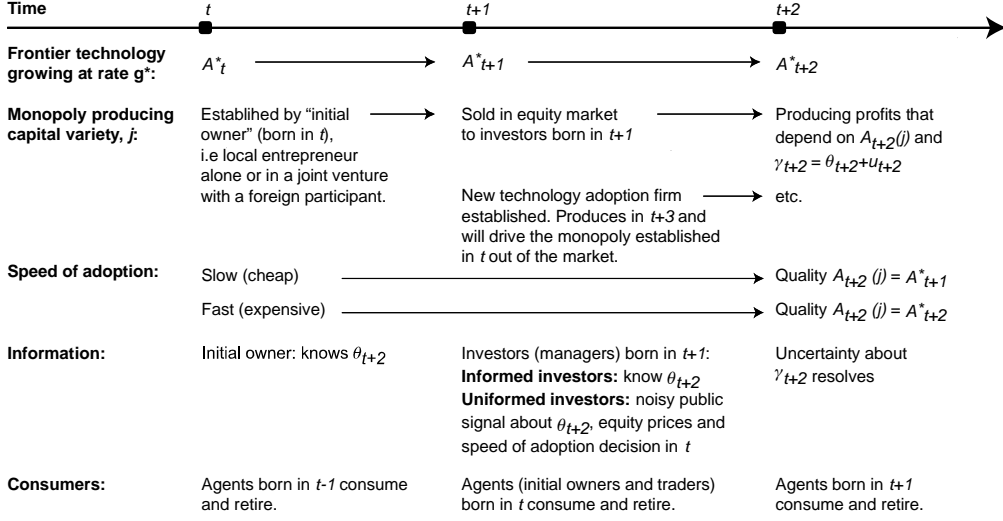 Time t t+1 t+2
Frontier technology
growing at rate g*: A*t A*t+1 A*t+2
Monopoly producing Establihed by “initial Sold in equity market Producing profits that
capital variety, j: owner” (born in t), to investors born in t+1 depend on At+2(j) and
i.e local entrepreneur γt+2 = θt+2+ut+2
alone or in a joint venture
with a foreign participant. New technology adoption firm etc.
established. Produces in t+3 and
will drive the monopoly established
in t out of the market.
Speed of adoption: Slow (cheap) Quality At+2 (j) = A*t+1
Fast (expensive) Quality At+2 (j) = A*t+2
Information: Initial owner: knows θt+2 Investors (managers) born in t+1: Uncertainty about
Informed investors: know θt+2 γt+2 resolves
Uniformed investors: noisy public
signal about θt+2, equity prices and
speed of adoption decision in t
Consumers: Agents born in t-1 consume Agents (initial owners and traders) Agents born in t+1
and retire. born in t consume and retire. consume and retire.